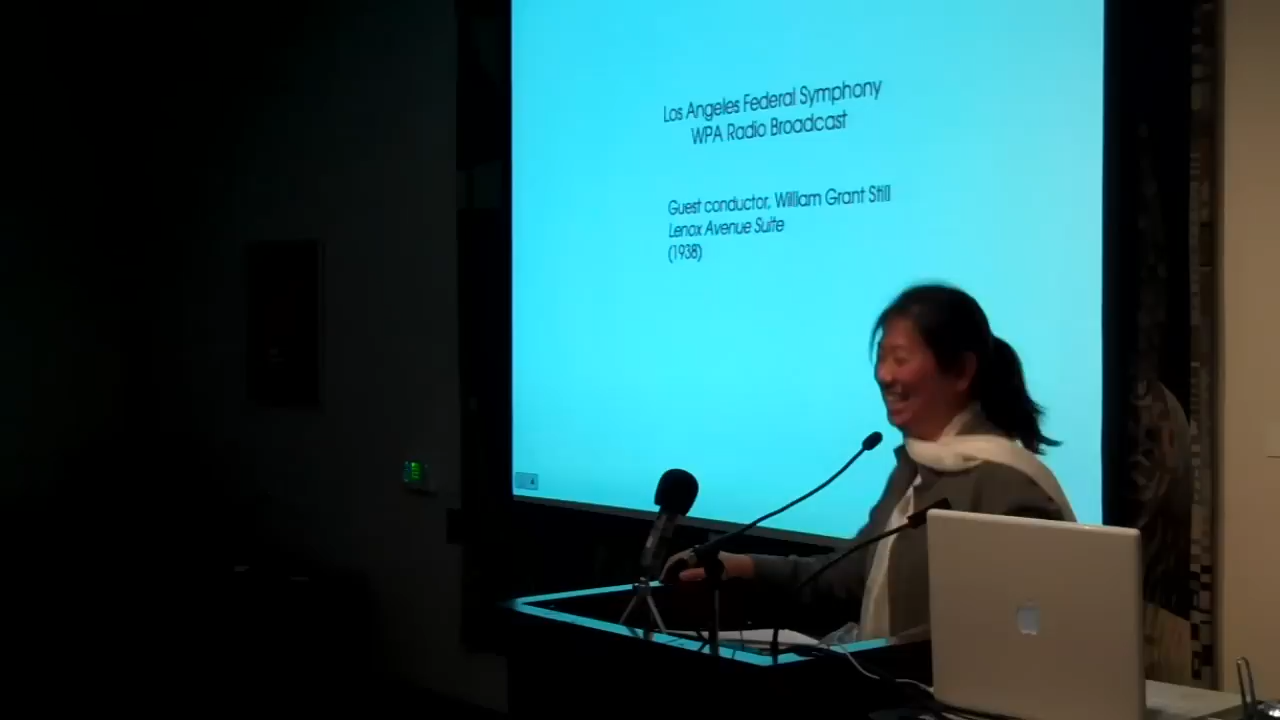 Los Angeles Federal Symphony
WPA Radio Broadcast
Guest conductor, William Grant Still
Lenox Avenue Suite
(1938)